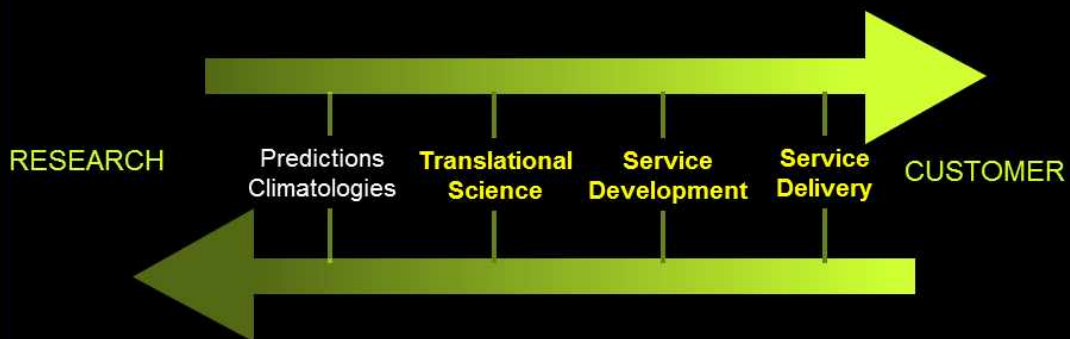 RESEARCH
Predictions
Climatologies
Translational
Science
Service
Development
Service
Delivery
CUSTOMER